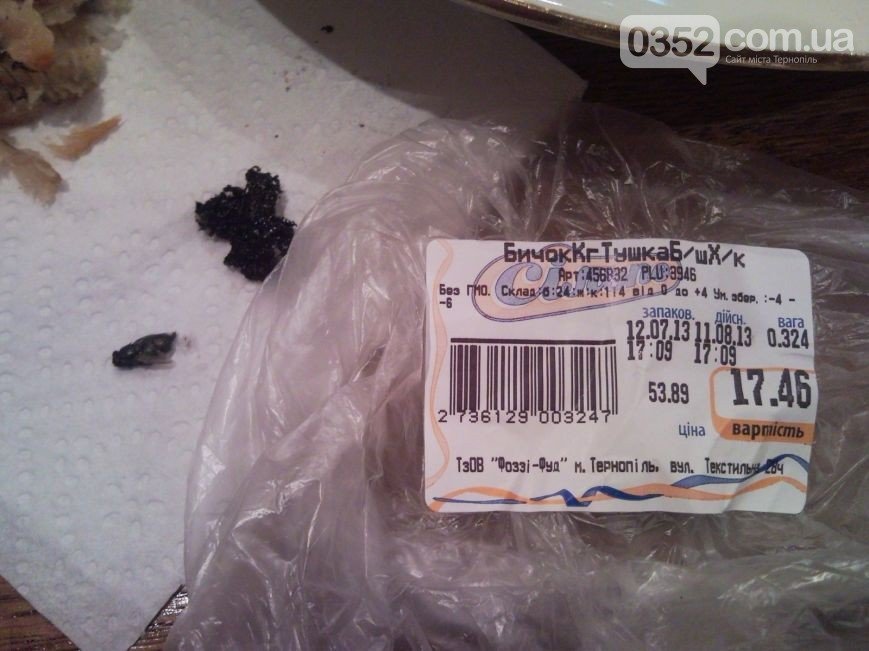 0352.com.ua
Сайт міста Тернопіль
БичокКгТушкаБ/шХ/к
Арт:456832 PLU:3946
Без ГМО. Склад:б:24:ж:к:114 від 0 до +4 Ум. збер. :-4 -
-6
запаков. дійсн. вага
12.07.13 11.08.13 0.324
17:09 17:09
53.89 17.46
2 736129 003247
ціна вартість
ТзОВ "Фоззі-Фуд" м. Тернопіль, вул. Текстильна 28ч